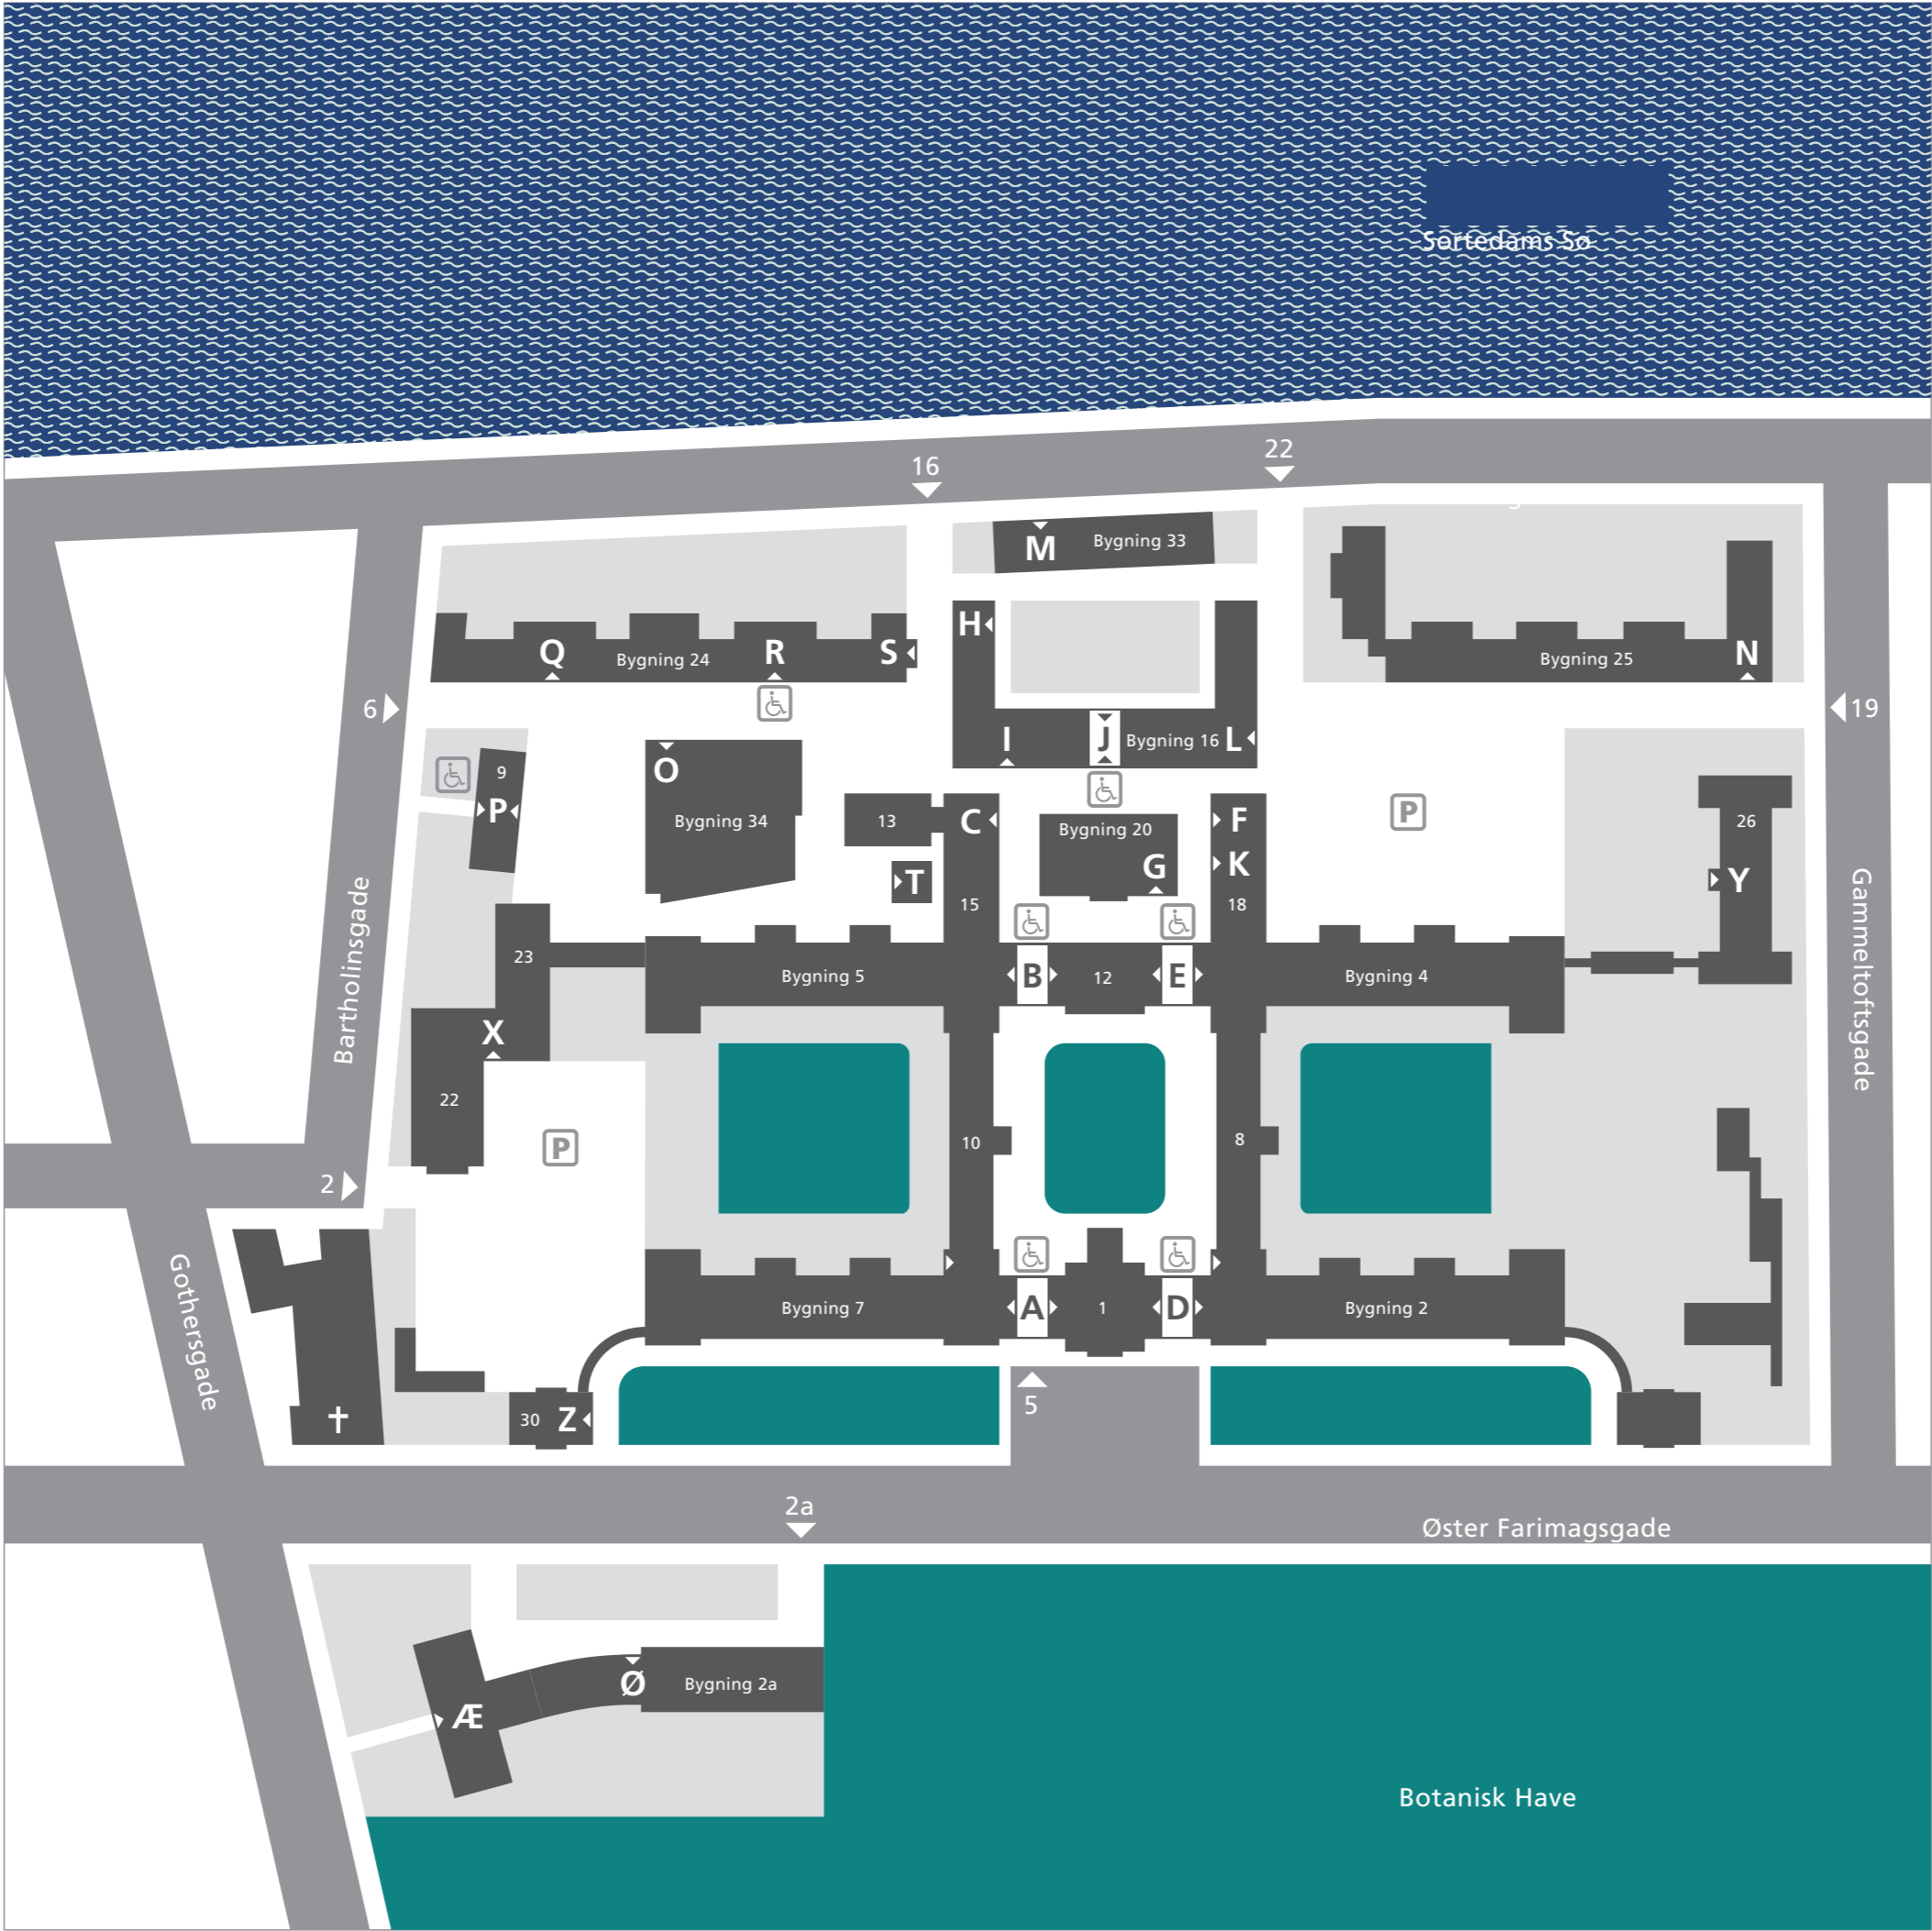 Sortedams Sø
16
22
M
Bygning 33
H
Q
Bygning 24
R
S
Bygning 25
N
6
19
I
J
Bygning 16
L
9
P
O
Bygning 34
13
C
Bygning 20
G
F
K
P
26
Y
T
15
18
Bartholinsgade
Gammeltoftsgade
23
Bygning 5
B
12
E
Bygning 4
X
22
P
10
8
2
Gothersgade
Bygning 7
A
1
D
Bygning 2
5
30
Z
2a
Øster Farimagsgade
Ø
Bygning 2a
Æ
Botanisk Have